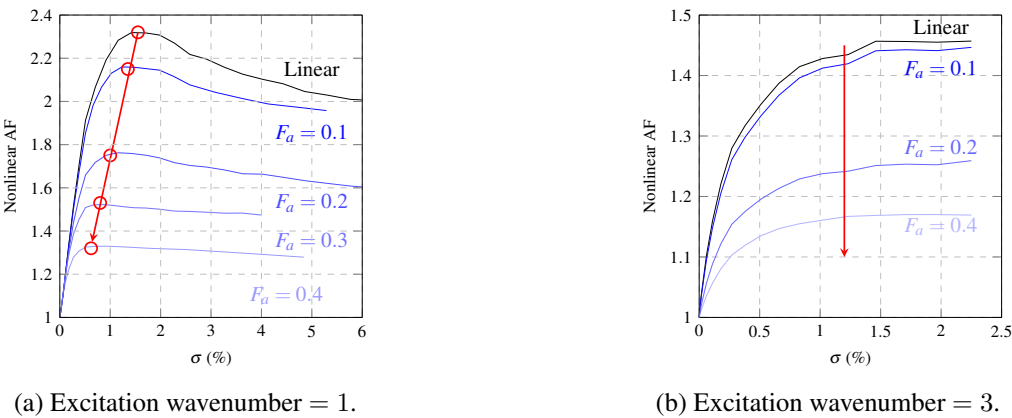 2.4
2.2
2
1.8
1.6
1.4
1.2
1
0
1
2
3
4
5
6
Nonlinear AF
σ (%)
Linear
F_a = 0.1
F_a = 0.2
F_a = 0.3
F_a = 0.4
(a) Excitation wavenumber = 1.
1.5
1.4
1.3
1.2
1.1
1
0
0.5
1
1.5
2
2.5
Nonlinear AF
σ (%)
Linear
F_a = 0.1
F_a = 0.2
F_a = 0.4
(b) Excitation wavenumber = 3.